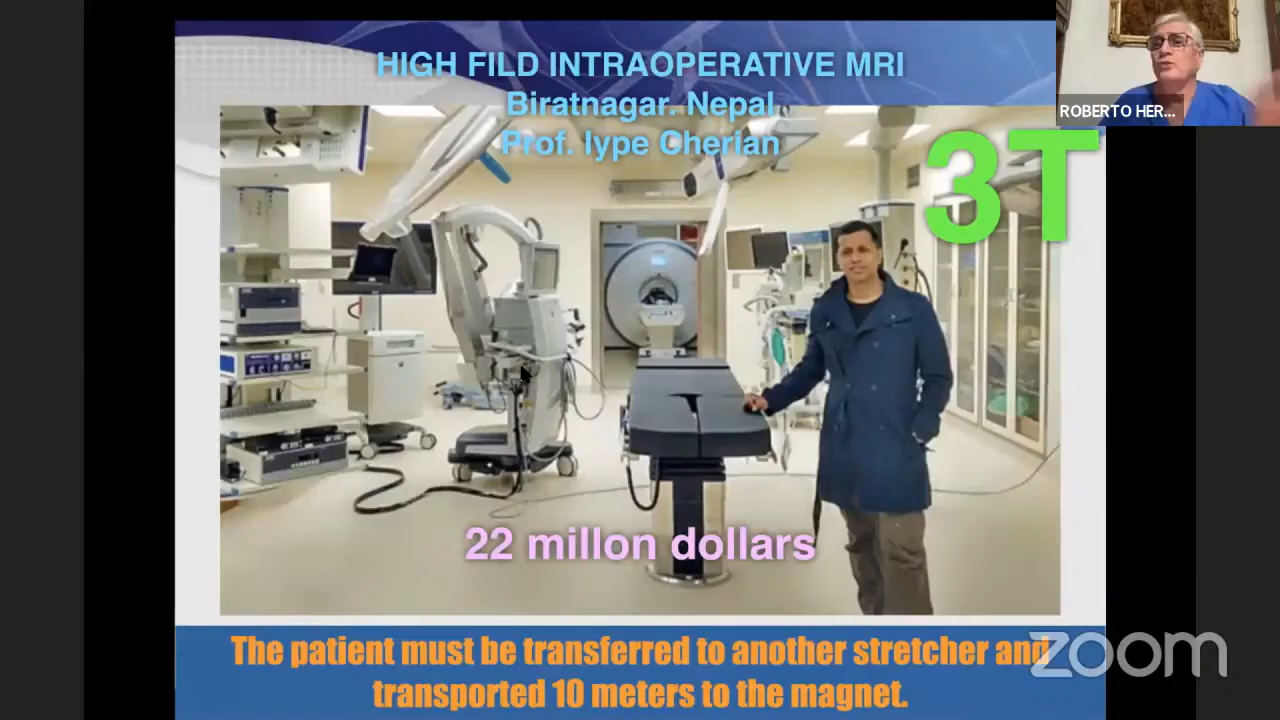 HIGH FILD INTRAOPERATIVE MRI
Biratnagar. Nepal
Prof. Iype Cherian
ROBERTO HER...
3T
22 millon dollars
The patient must be transferred to another stretcher and
transported 10 meters to the magnet.
zoom